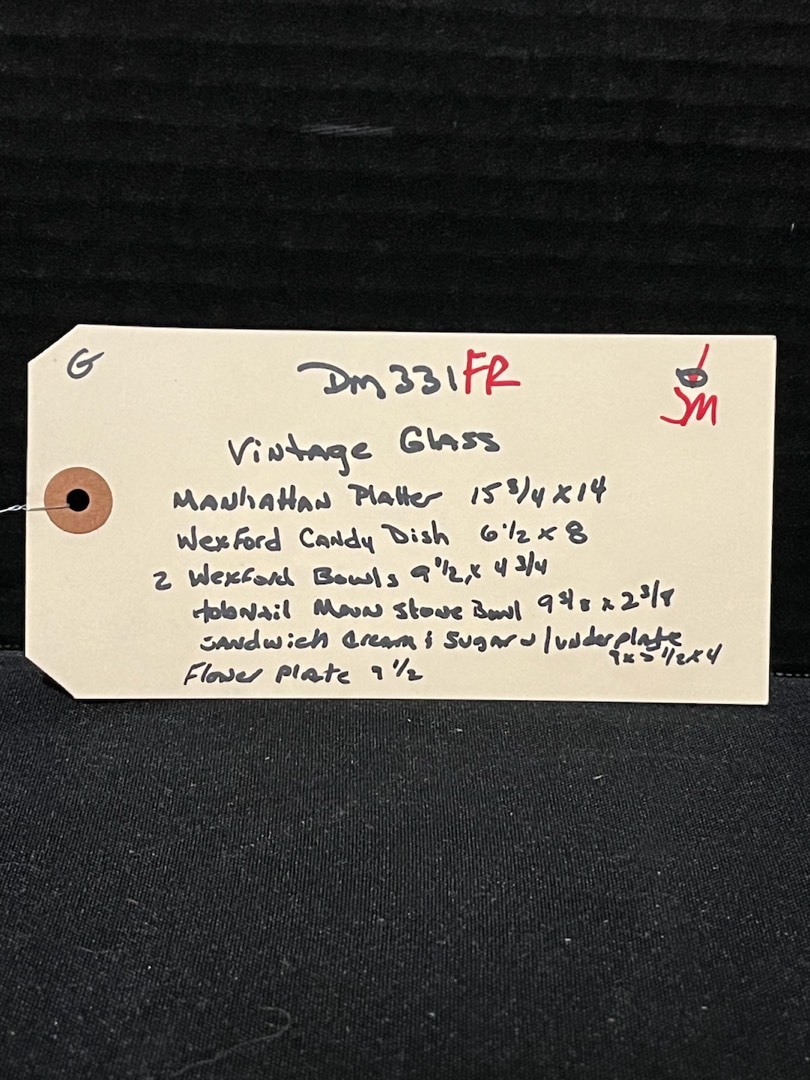 G
Dm331FR
JM
Vintage Glass
Manhattan Platter 15 3/4 x 14
Wexford Candy Dish 6 1/2 x 8
2 Wexford Bowls 9 1/2 x 4 3/4
Hobnail Moon Stone Bowl 9 3/8 x 2 3/8
Sandwich Cream & Sugar w/underplate
9 x 5 1/2 x 4
Flower Plate 9 1/2